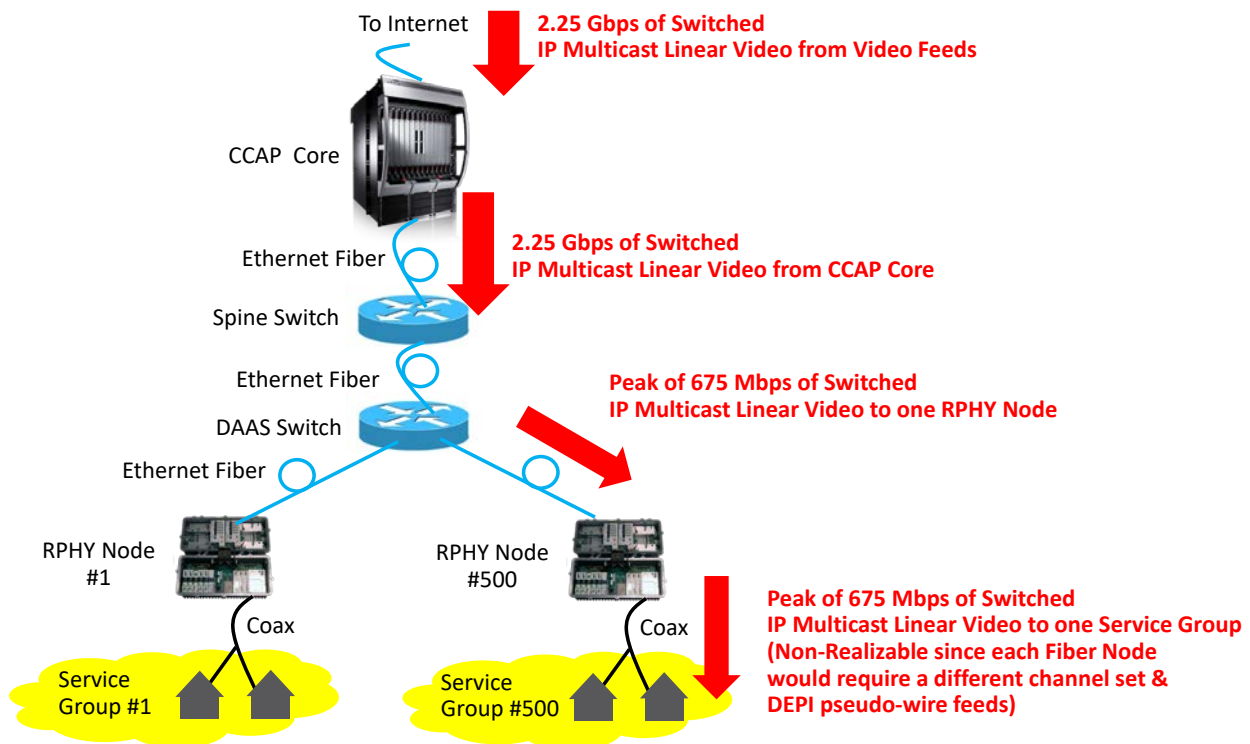 To Internet
2.25 Gbps of Switched
IP Multicast Linear Video from Video Feeds
CCAP Core
2.25 Gbps of Switched
IP Multicast Linear Video from CCAP Core
Ethernet Fiber
Spine Switch
Ethernet Fiber
Peak of 675 Mbps of Switched
IP Multicast Linear Video to one RPHY Node
DAAS Switch
Ethernet Fiber
RPHY Node
#1
RPHY Node
#500
Peak of 675 Mbps of Switched
IP Multicast Linear Video to one Service Group
(Non-Realizable since each Fiber Node
would require a different channel set &
DEPI pseudo-wire feeds)
Coax
Coax
Service
Group #1
Service
Group #500